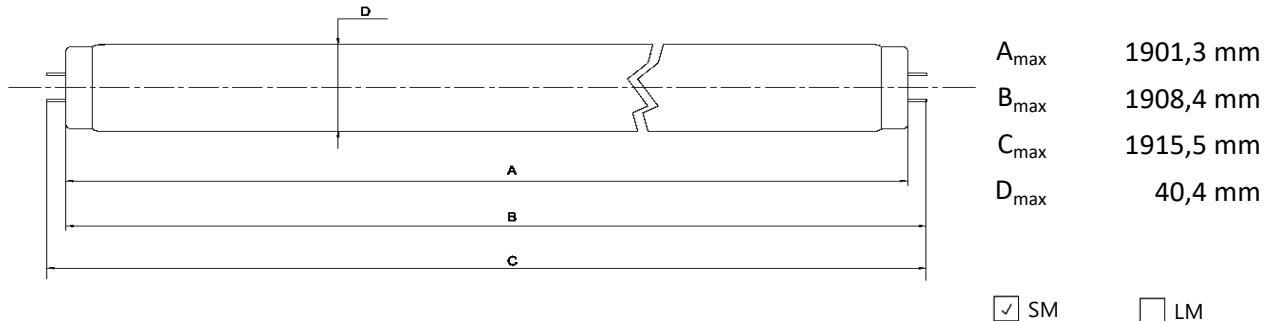 D
A
B
C
Amax 1901,3 mm
Bmax 1908,4 mm
Cmax 1915,5 mm
Dmax 40,4 mm
SM LM